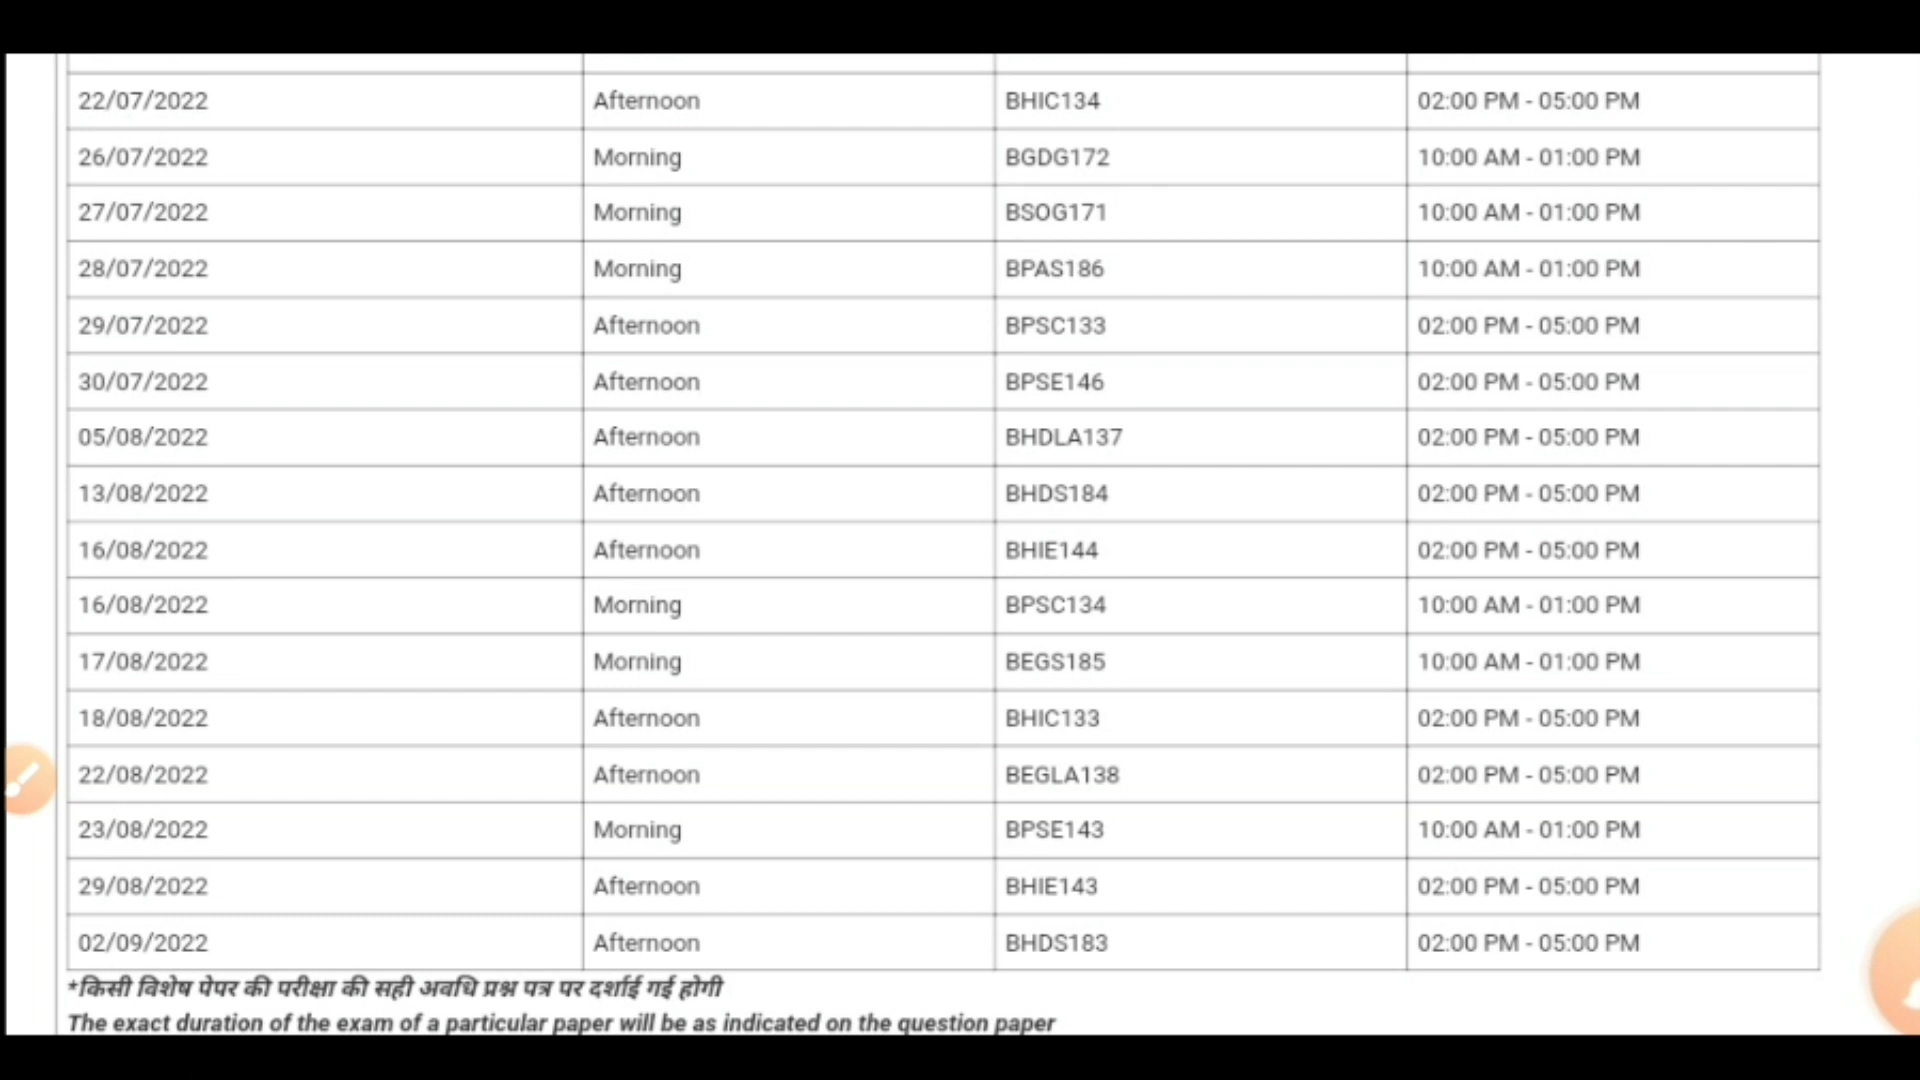 22/07/2022 Afternoon BHIC134 02:00 PM - 05:00 PM
26/07/2022 Morning BGDG172 10:00 AM - 01:00 PM
27/07/2022 Morning BSOG171 10:00 AM - 01:00 PM
28/07/2022 Morning BPAS186 10:00 AM - 01:00 PM
29/07/2022 Afternoon BPSC133 02:00 PM - 05:00 PM
30/07/2022 Afternoon BPSE146 02:00 PM - 05:00 PM
05/08/2022 Afternoon BHDLA137 02:00 PM - 05:00 PM
13/08/2022 Afternoon BHDS184 02:00 PM - 05:00 PM
16/08/2022 Afternoon BHIE144 02:00 PM - 05:00 PM
16/08/2022 Morning BPSC134 10:00 AM - 01:00 PM
17/08/2022 Morning BEGS185 10:00 AM - 01:00 PM
18/08/2022 Afternoon BHIC133 02:00 PM - 05:00 PM
22/08/2022 Afternoon BEGLA138 02:00 PM - 05:00 PM
23/08/2022 Morning BPSE143 10:00 AM - 01:00 PM
29/08/2022 Afternoon BHIE143 02:00 PM - 05:00 PM
02/09/2022 Afternoon BHDS183 02:00 PM - 05:00 PM
*किसी विशेष पेपर की परीक्षा की सही अवधि प्रश्न पत्र पर दर्शाई गई होगी
The exact duration of the exam of a particular paper will be as indicated on the question paper